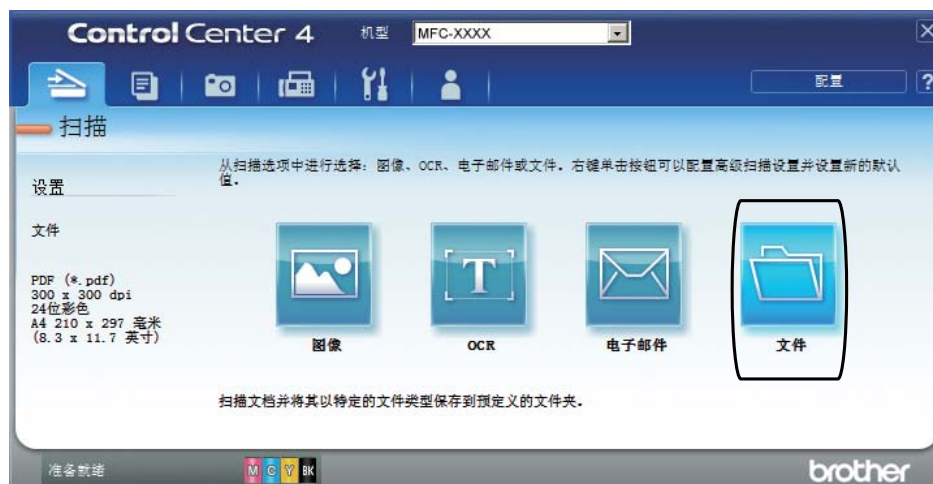 Control Center 4 机型 MFC-XXXX
配置 ?
扫描
从扫描选项中进行选择: 图像、OCR、电子邮件或文件. 右键单击按钮可以配置高级扫描设置并设置新的默认
值.
设置
文件
PDF (*.pdf)
300 x 300 dpi
24位彩色
A4 210 x 297 毫米
(8.3 x 11.7 英寸)
T
图像 OCR 电子邮件 文件
扫描文档并将其以特定的文件类型保存到预定义的文件夹.
准备就绪 M C Y BK brother